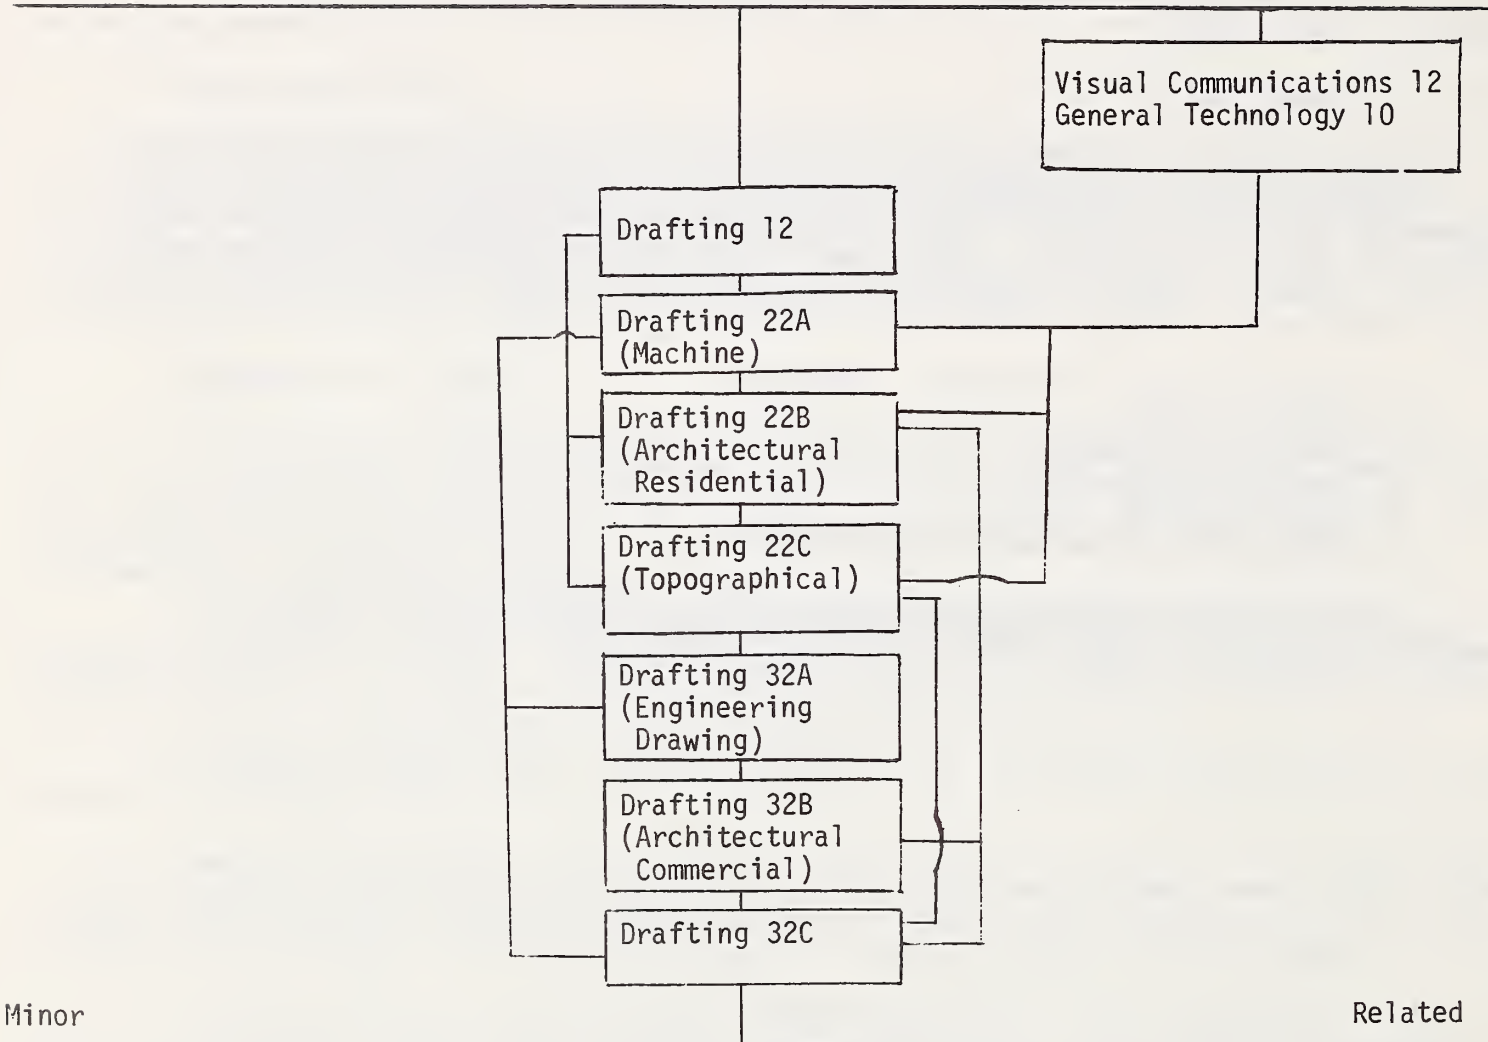 Visual Communications 12
General Technology 10
Drafting 12
Drafting 22A
(Machine)
Drafting 22B
(Architectural
Residential)
Drafting 22C
(Topographical)
Drafting 32A
(Engineering
Drawing)
Drafting 32B
(Architectural
Commercial)
Drafting 32C
Minor
Related